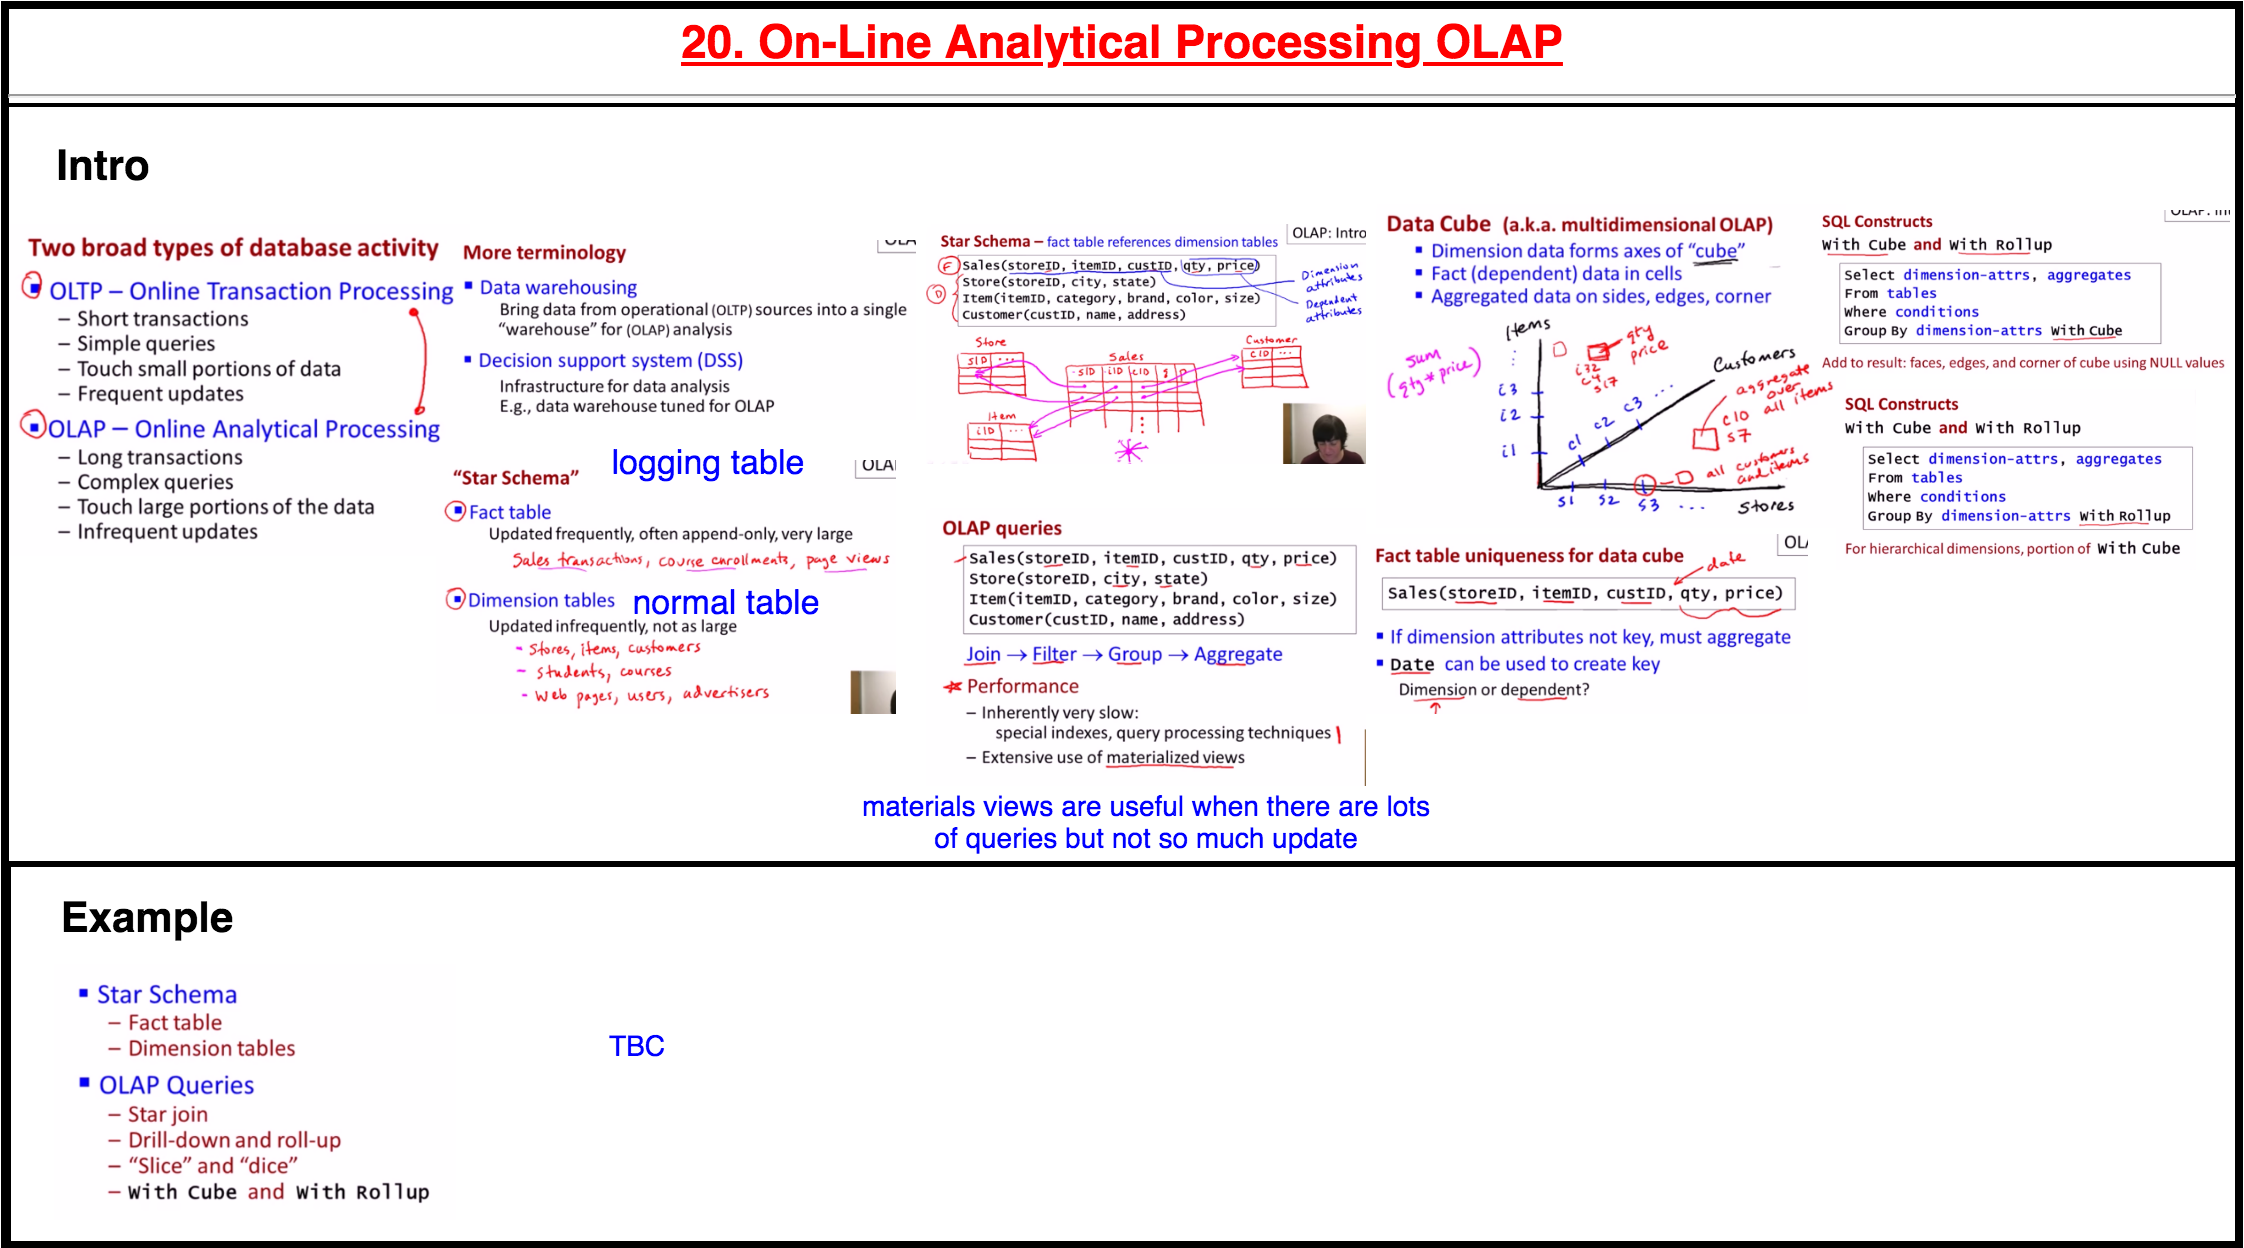 20. On-Line Analytical Processing OLAP
Intro
Two broad types of database activity
OLTP – Online Transaction Processing
– Short transactions
– Simple queries
– Touch small portions of data
– Frequent updates
OLAP – Online Analytical Processing
– Long transactions
– Complex queries
– Touch large portions of the data
– Infrequent updates
More terminology
Data warehousing
Bring data from operational (OLTP) sources into a single
“warehouse” for (OLAP) analysis
Decision support system (DSS)
Infrastructure for data analysis
E.g., data warehouse tuned for OLAP
logging table
“Star Schema”
Fact table
Updated frequently, often append-only, very large
Sales transactions, course enrollments, page views
Dimension tables
normal table
Updated infrequently, not as large
- Stores, items, customers
- Students, courses
- Web pages, users, advertisers
OLAP: Intro
Star Schema – fact table references dimension tables
F
Sales(storeID, itemID, custID, qty, price)
D
Store(storeID, city, state)
Item(itemID, category, brand, color, size)
Customer(custID, name, address)
Dimension attributes
Dependent attributes
Store
sID ...
Sales
sID iID cID q p
Customer
cID ...
Item
iID ...
OLAP queries
Sales(storeID, itemID, custID, qty, price)
Store(storeID, city, state)
Item(itemID, category, brand, color, size)
Customer(custID, name, address)
Join → Filter → Group → Aggregate
Performance
– Inherently very slow:
special indexes, query processing techniques
– Extensive use of materialized views
materials views are useful when there are lots
of queries but not so much update
Data Cube (a.k.a. multidimensional OLAP)
Dimension data forms axes of “cube”
Fact (dependent) data in cells
Aggregated data on sides, edges, corner
Items
qty
price
sum
(qty*price)
Customers
i32
c4
s17
i3
i2
i1
c1 c2 c3 ...
aggregate
over
all items
c10
s7
all customers
and items
s1 s2 s3 ... Stores
Fact table uniqueness for data cube
date
Sales(storeID, itemID, custID, qty, price)
If dimension attributes not key, must aggregate
Date can be used to create key
Dimension or dependent?
SQL Constructs
With Cube and With Rollup
Select dimension-attrs, aggregates
From tables
Where conditions
Group By dimension-attrs With Cube
Add to result: faces, edges, and corner of cube using NULL values
SQL Constructs
With Cube and With Rollup
Select dimension-attrs, aggregates
From tables
Where conditions
Group By dimension-attrs With Rollup
For hierarchical dimensions, portion of With Cube
Example
Star Schema
– Fact table
– Dimension tables
OLAP Queries
– Star join
– Drill-down and roll-up
– “Slice” and “dice”
– With Cube and With Rollup
TBC